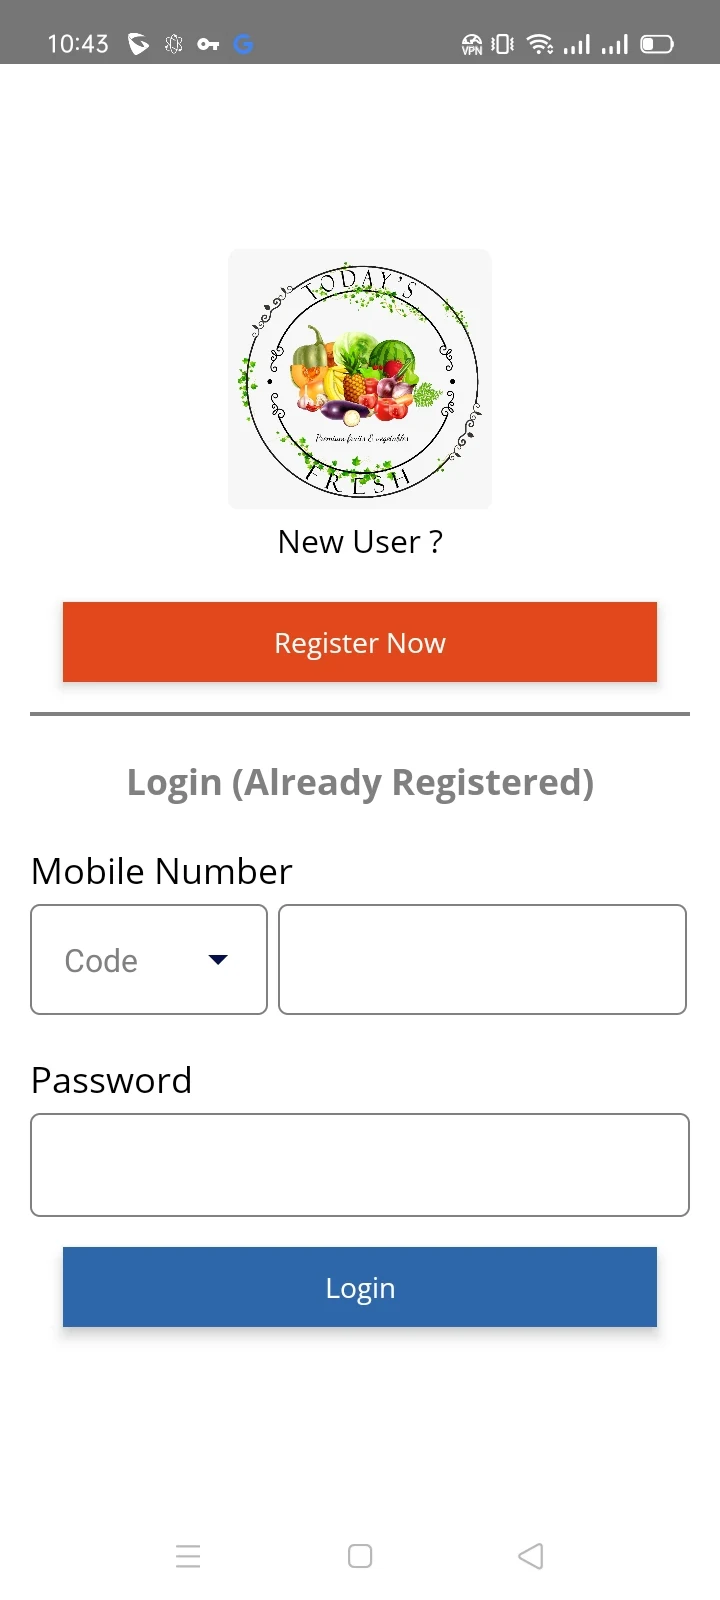 10:43
VPN
TODAY'S
Premium fruits & vegetables
FRESH
New User ?
Register Now
Login (Already Registered)
Mobile Number
Code
Password
Login